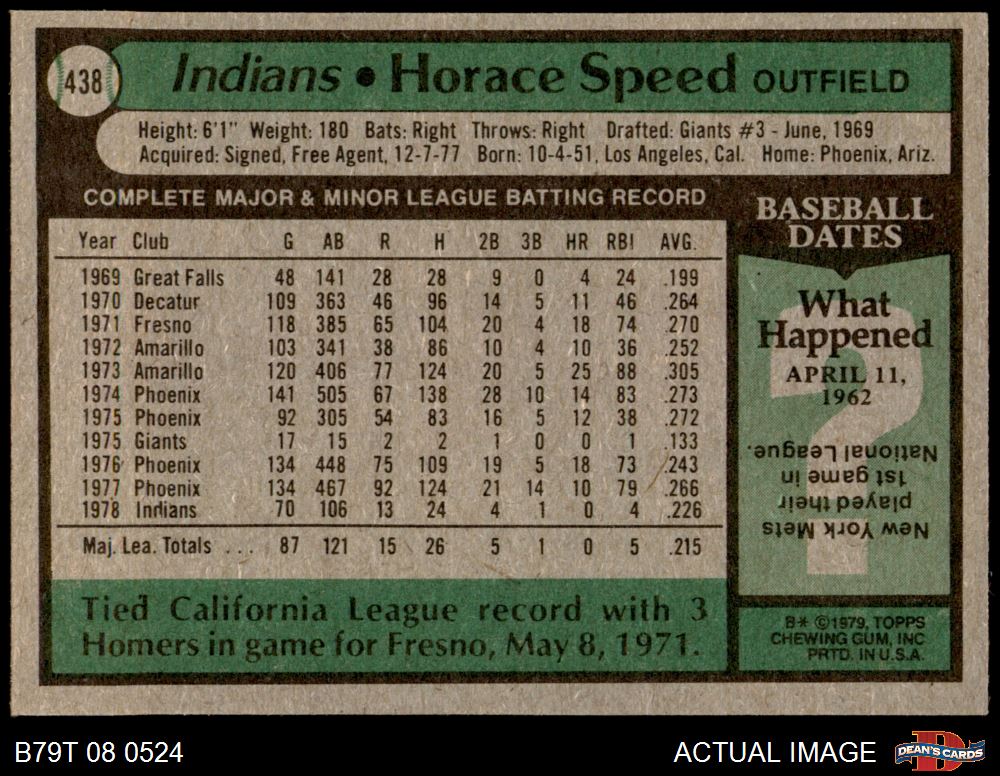 438
Indians • Horace Speed OUTFIELD
Height: 6'1" Weight: 180 Bats: Right Throws: Right Drafted: Giants #3 - June, 1969
Acquired: Signed, Free Agent, 12-7-77 Born: 10-4-51, Los Angeles, Cal. Home: Phoenix, Ariz.
COMPLETE MAJOR & MINOR LEAGUE BATTING RECORD
Year Club G AB R H 2B 3B HR RBI AVG.
1969 Great Falls 48 141 28 28 9 0 4 24 .199
1970 Decatur 109 363 46 96 14 5 11 46 .264
1971 Fresno 118 385 65 104 20 4 18 74 .270
1972 Amarillo 103 341 38 86 10 4 10 36 .252
1973 Amarillo 120 406 77 124 20 5 25 88 .305
1974 Phoenix 141 505 67 138 28 10 14 83 .273
1975 Phoenix 92 305 54 83 16 5 12 38 .272
1975 Giants 17 15 2 2 1 0 0 1 .133
1976 Phoenix 134 448 75 109 19 5 18 73 .243
1977 Phoenix 134 467 92 124 21 14 10 79 .266
1978 Indians 70 106 13 24 4 1 0 4 .226
Maj. Lea. Totals ... 87 121 15 26 5 1 0 5 .215
Tied California League record with 3
Homers in game for Fresno, May 8, 1971.
BASEBALL
DATES
What
Happened
APRIL 11,
1962
?
New York Mets
played their
1st game in
National League.
B* ©1979, TOPPS
CHEWING GUM, INC
PRTD. IN U.S.A.
B79T 08 0524
ACTUAL IMAGE
DEAN'S CARDS